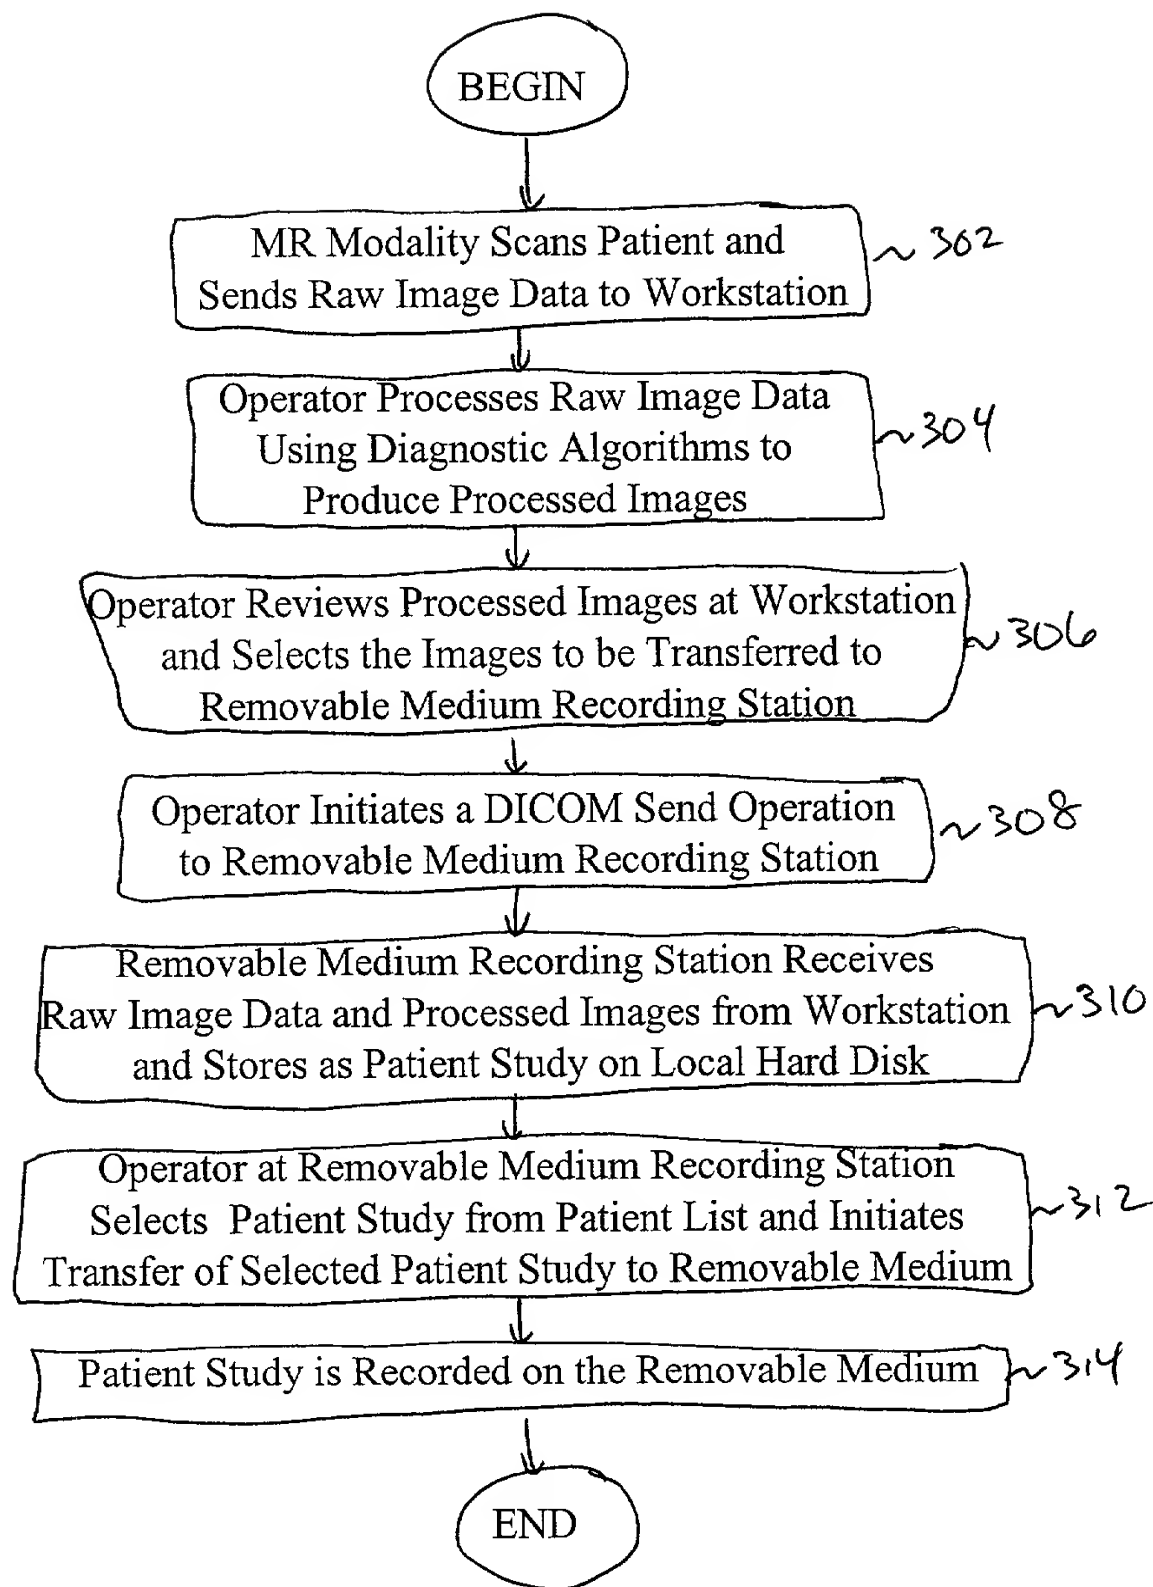 BEGIN
MR Modality Scans Patient and
Sends Raw Image Data to Workstation
~302
Operator Processes Raw Image Data
Using Diagnostic Algorithms to
Produce Processed Images
~304
Operator Reviews Processed Images at Workstation
and Selects the Images to be Transferred to
Removable Medium Recording Station
~306
Operator Initiates a DICOM Send Operation
to Removable Medium Recording Station
~308
Removable Medium Recording Station Receives
Raw Image Data and Processed Images from Workstation
and Stores as Patient Study on Local Hard Disk
~310
Operator at Removable Medium Recording Station
Selects Patient Study from Patient List and Initiates
Transfer of Selected Patient Study to Removable Medium
~312
Patient Study is Recorded on the Removable Medium
~314
END